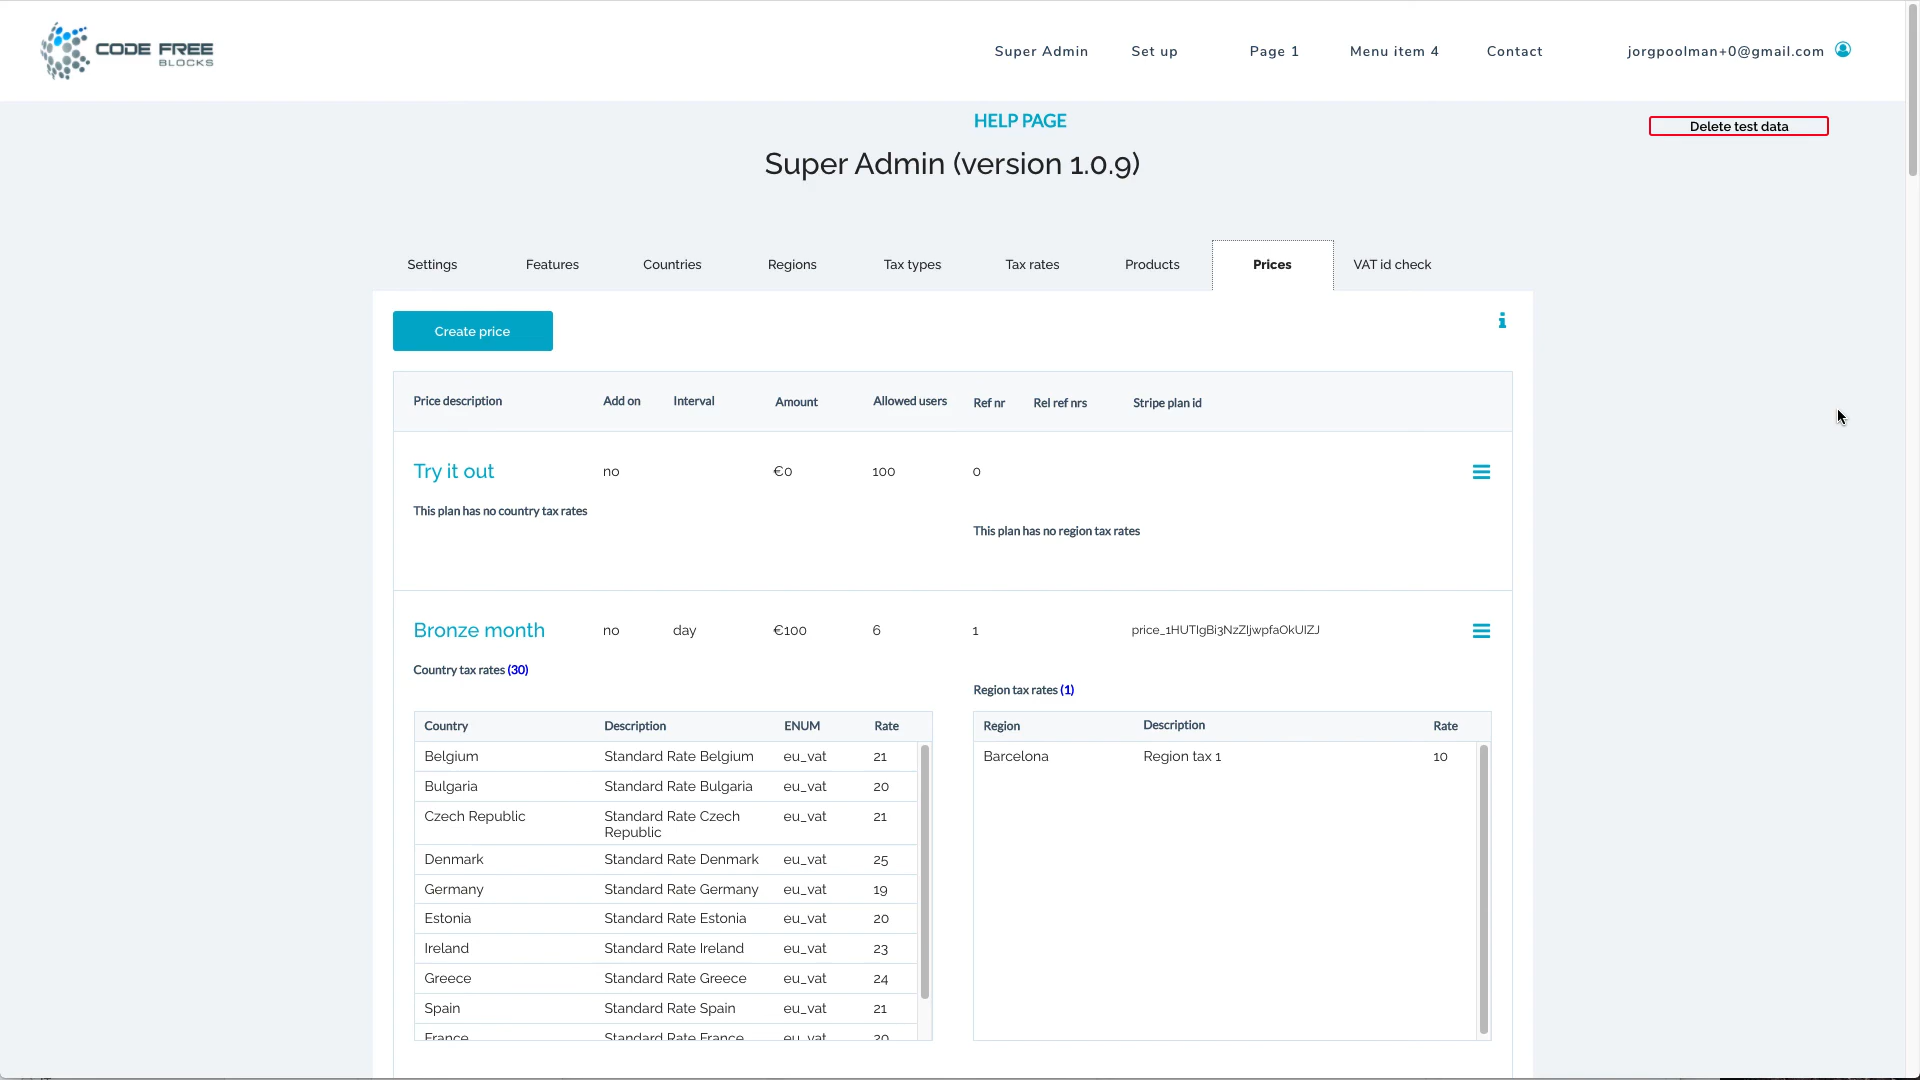 CODE FREE
BLOCKS
Super Admin
Set up
Page 1
Menu item 4
Contact
jorgpoolman+0@gmail.com
HELP PAGE
Delete test data
Super Admin (version 1.0.9)
Settings
Features
Countries
Regions
Tax types
Tax rates
Products
Prices
VAT id check
Create price
Price description Add on Interval Amount Allowed users Ref nr Rel ref nrs Stripe plan id
Try it out no €0 100 0
This plan has no country tax rates
This plan has no region tax rates
Bronze month no day €100 6 1 price_1HUTIgBi3NzZIjwpfaOkUIZJ
Country tax rates (30)
Region tax rates (1)
Country Description ENUM Rate
Belgium Standard Rate Belgium eu_vat 21
Bulgaria Standard Rate Bulgaria eu_vat 20
Czech Republic Standard Rate Czech Republic eu_vat 21
Denmark Standard Rate Denmark eu_vat 25
Germany Standard Rate Germany eu_vat 19
Estonia Standard Rate Estonia eu_vat 20
Ireland Standard Rate Ireland eu_vat 23
Greece Standard Rate Greece eu_vat 24
Spain Standard Rate Spain eu_vat 21
France Standard Rate France eu_vat 20
Region Description Rate
Barcelona Region tax 1 10